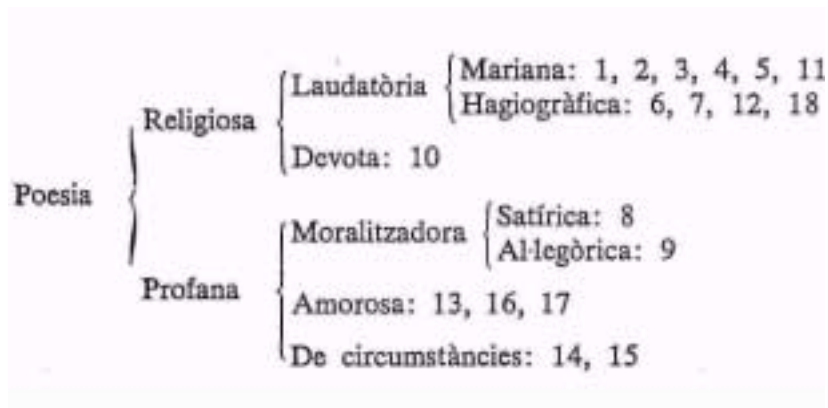 Mariana: 1, 2, 3, 4, 5, 11
Laudatòria
Hagiogràfica: 6, 7, 12, 18
Religiosa
Devota: 10
Poesia
Satírica: 8
Moralitzadora
Al·legòrica: 9
Profana
Amorosa: 13, 16, 17
De circumstàncies: 14, 15